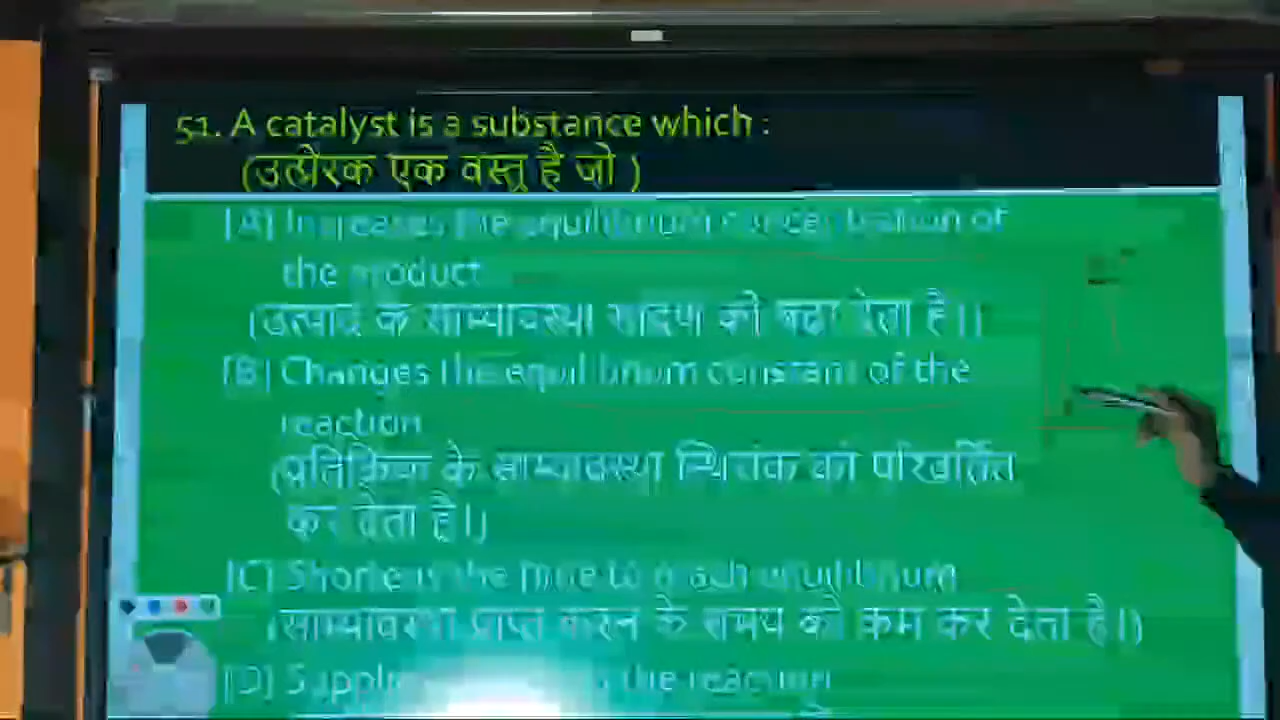 51. A catalyst is a substance which :
(उत्प्रेरक एक वस्तु है जो )
[A] Increases the equilibrium concentration of
the product
(उत्पाद के साम्यावस्था सांद्रण को बढा देता है।)
[B] Changes the equilibrium constant of the
reaction
(प्रतिक्रिया के साम्यावस्था स्थिरांक को परिवर्तित
कर देता है।)
[C] Shortens the time to reach equilibrium
(साम्यावस्था प्राप्त करने के समय को कम कर देता है।)
[D] the reaction